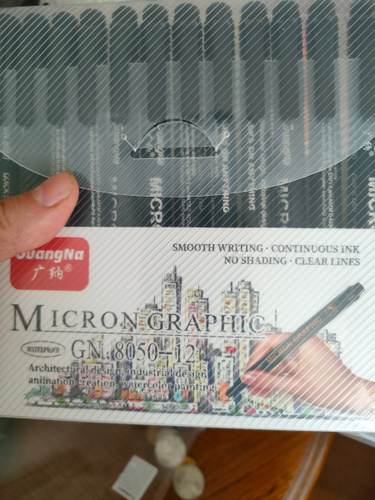 GuangNa
广纳®
SMOOTH WRITING · CONTINUOUS INK
NO SHADING · CLEAR LINES
MICRON GRAPHIC
WATERPROOF
GN. 8050-12
Architectural design, industrial design,
animation creation, watercolor painting